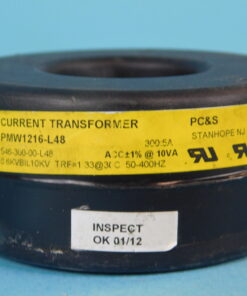 CURRENT TRANSFORMER PC&S
PMW1216-L48 300:5A STANHOPE NJ
546-300-00-L48 ACC±1% @ 10VA
0.6KVBIL10KV TRF=1.33@30C 50-400HZ
INSPECT
OK 01/12